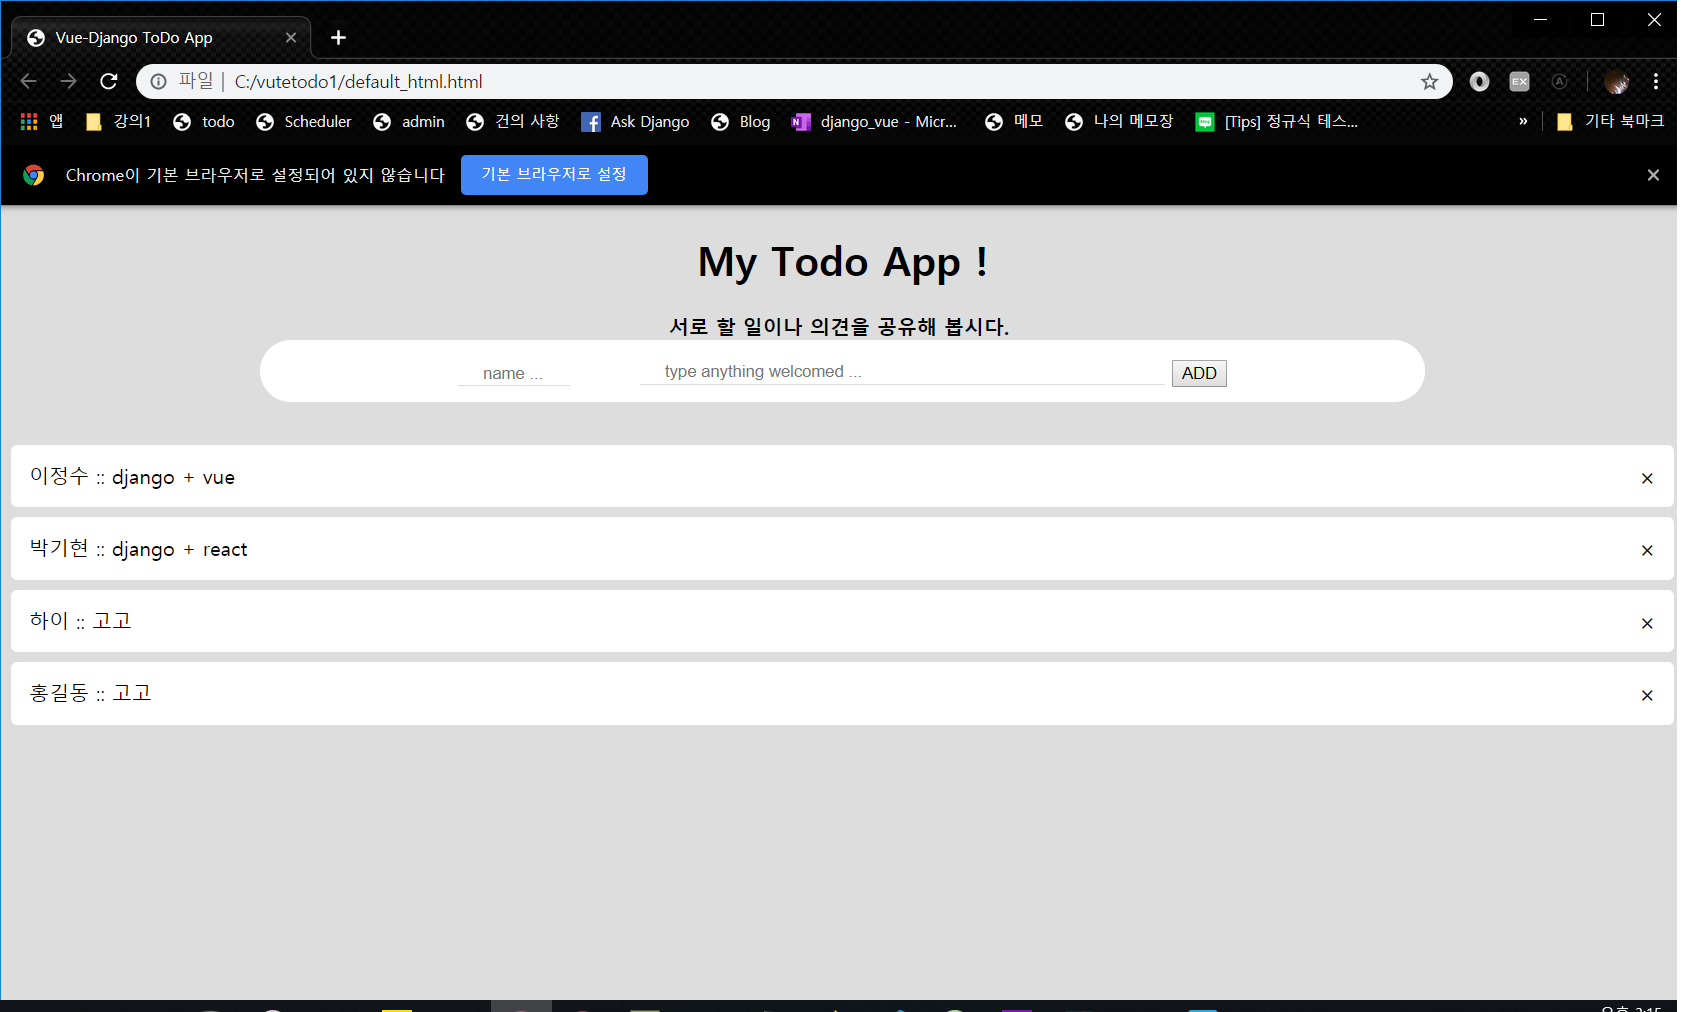 Vue-Django ToDo App
파일 | C:/vutetodo1/default_html.html
EX
앱 강의1 todo Scheduler admin 건의 사항 Ask Django Blog django_vue - Micr... 메모 나의 메모장 [Tips] 정규식 테스... » 기타 북마크
Chrome이 기본 브라우저로 설정되어 있지 않습니다 기본 브라우저로 설정
My Todo App !
서로 할 일이나 의견을 공유해 봅시다.
name ... type anything welcomed ... ADD
이정수 :: django + vue ×
박기현 :: django + react ×
하이 :: 고고 ×
홍길동 :: 고고 ×